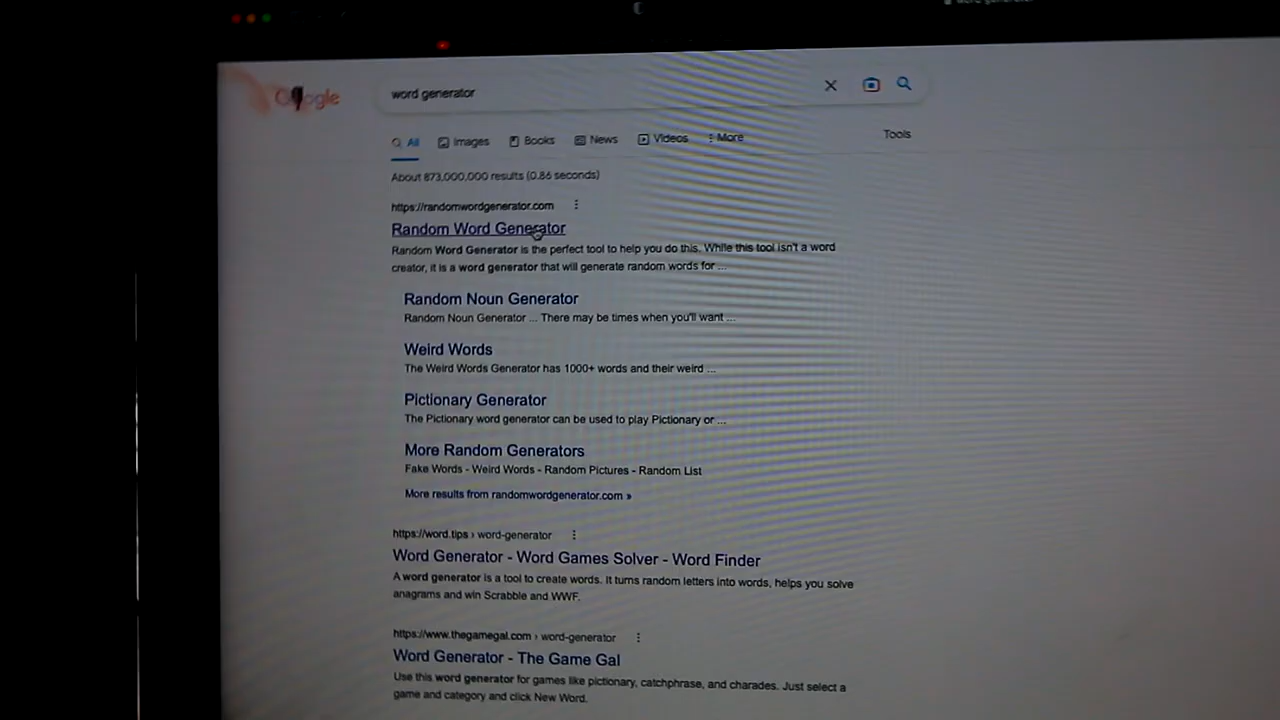 Google
word generator
All Images Books News Videos More Tools
About 873,000,000 results (0.86 seconds)
https://randomwordgenerator.com
Random Word Generator
Random Word Generator is the perfect tool to help you do this. While this tool isn't a word
creator, it is a word generator that will generate random words for ...
Random Noun Generator
Random Noun Generator ... There may be times when you'll want ...
Weird Words
The Weird Words Generator has 1000+ words and their weird ...
Pictionary Generator
The Pictionary word generator can be used to play Pictionary or ...
More Random Generators
Fake Words - Weird Words - Random Pictures - Random List
More results from randomwordgenerator.com »
https://word.tips › word-generator
Word Generator - Word Games Solver - Word Finder
A word generator is a tool to create words. It turns random letters into words, helps you solve
anagrams and win Scrabble and WWF.
https://www.thegamegal.com › word-generator
Word Generator - The Game Gal
Use this word generator for games like pictionary, catchphrase, and charades. Just select a
game and category and click New Word.